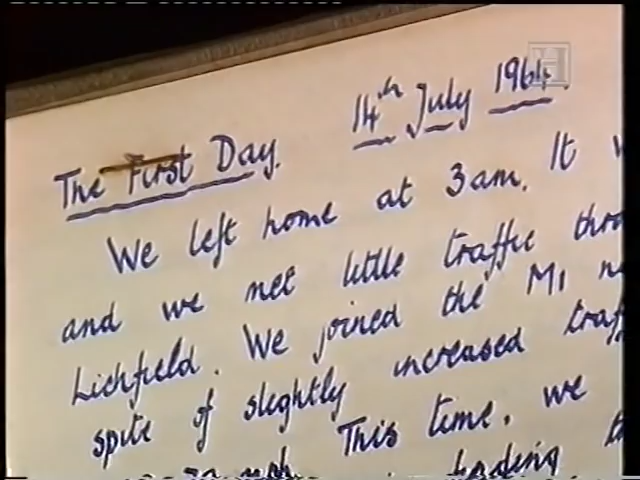 The First Day. 14th July 1964.
We left home at 3am. It
and we met little traffic
Lichfield. We joined the M1
spite of slightly increased
This time. we
H